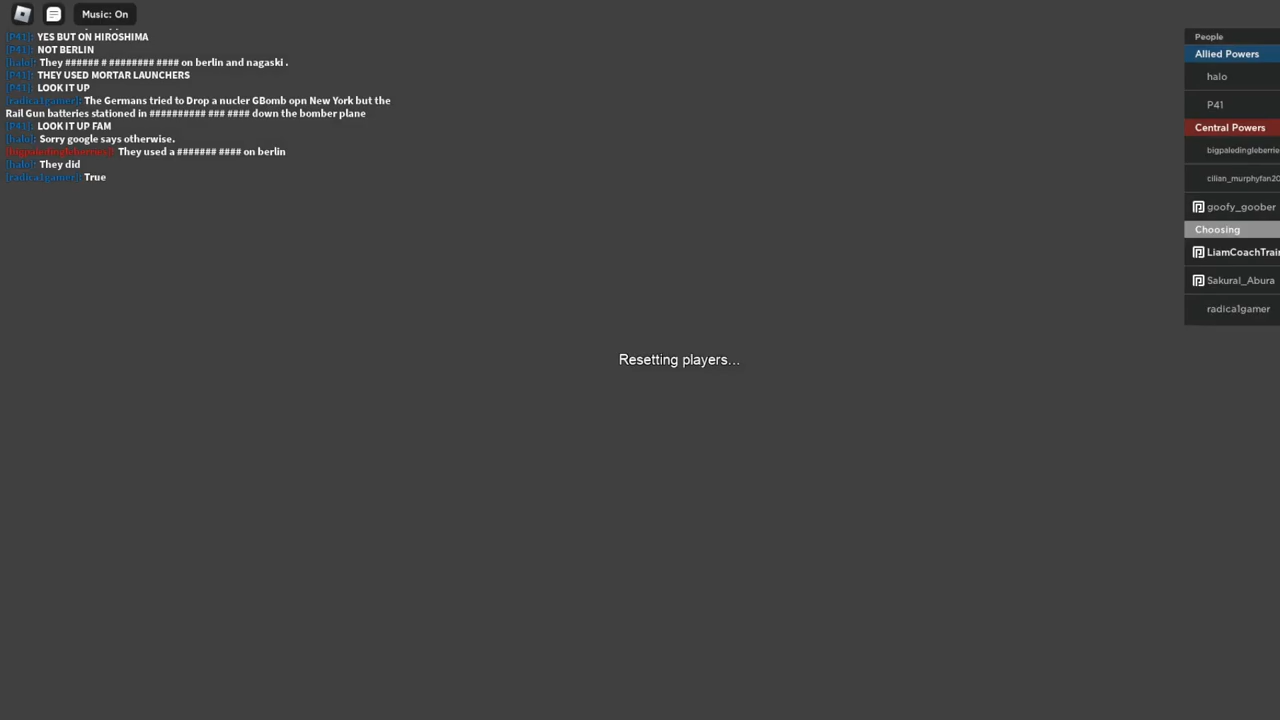 Music: On
[P41]: YES BUT ON HIROSHIMA
[P41]: NOT BERLIN
[halo]: They ###### # ######## #### on berlin and nagaski .
[P41]: THEY USED MORTAR LAUNCHERS
[P41]: LOOK IT UP
[radica1gamer]: The Germans tried to Drop a nucler GBomb opn New York but the
Rail Gun batteries stationed in ########## ### #### down the bomber plane
[P41]: LOOK IT UP FAM
[halo]: Sorry google says otherwise.
They used a ####### #### on berlin
[halo]: They did
[radica1gamer]: True
Resetting players...
People
Allied Powers
halo
P41
Central Powers
bigpaledingleberrie
cilian_murphyfan20
goofy_goober
Choosing
LiamCoachTrai
Sakural_Abura
radica1gamer